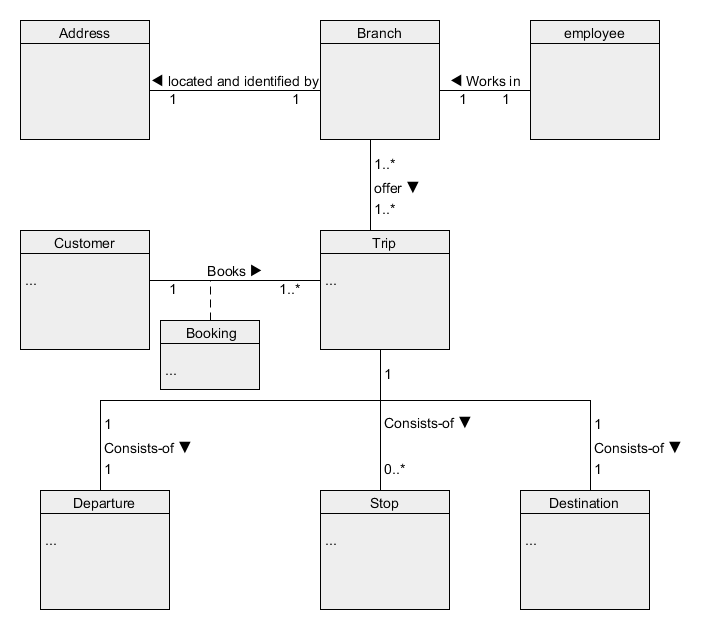 Address
Branch
employee
◀ located and identified by
1
1
◀ Works in
1
1
1..*
offer ▼
1..*
Customer
...
Books ▶
1
1..*
Trip
...
Booking
...
1
1
Consists-of ▼
1
Consists-of ▼
0..*
1
Consists-of ▼
1
Departure
...
Stop
...
Destination
...